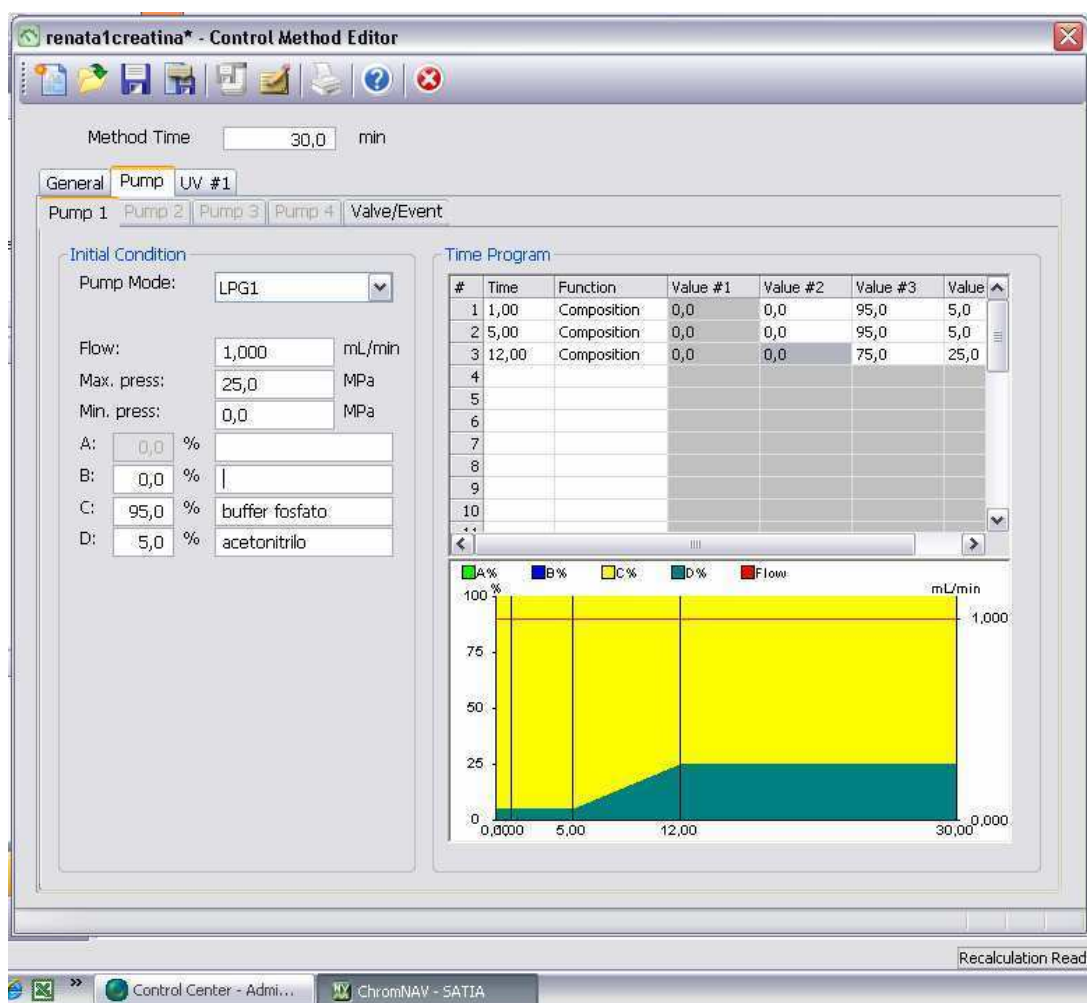 renata1creatina* - Control Method Editor
Method Time 30,0 min
General Pump UV #1
Pump 1 Pump 2 Pump 3 Pump 4 Valve/Event
Initial Condition
Pump Mode: LPG1
Flow: 1,000 mL/min
Max. press: 25,0 MPa
Min. press: 0,0 MPa
A: 0,0 %
B: 0,0 %
C: 95,0 % buffer fosfato
D: 5,0 % acetonitrilo
Time Program
# Time Function Value #1 Value #2 Value #3 Value
1 1,00 Composition 0,0 0,0 95,0 5,0
2 5,00 Composition 0,0 0,0 95,0 5,0
3 12,00 Composition 0,0 0,0 75,0 25,0
4
5
6
7
8
9
10
A% B% C% D% Flow
% mL/min
100
1,000
75
50
25
0 0,000
5,00 12,00 30,00
Recalculation Read
» Control Center - Admi... ChromNAV - SATIA